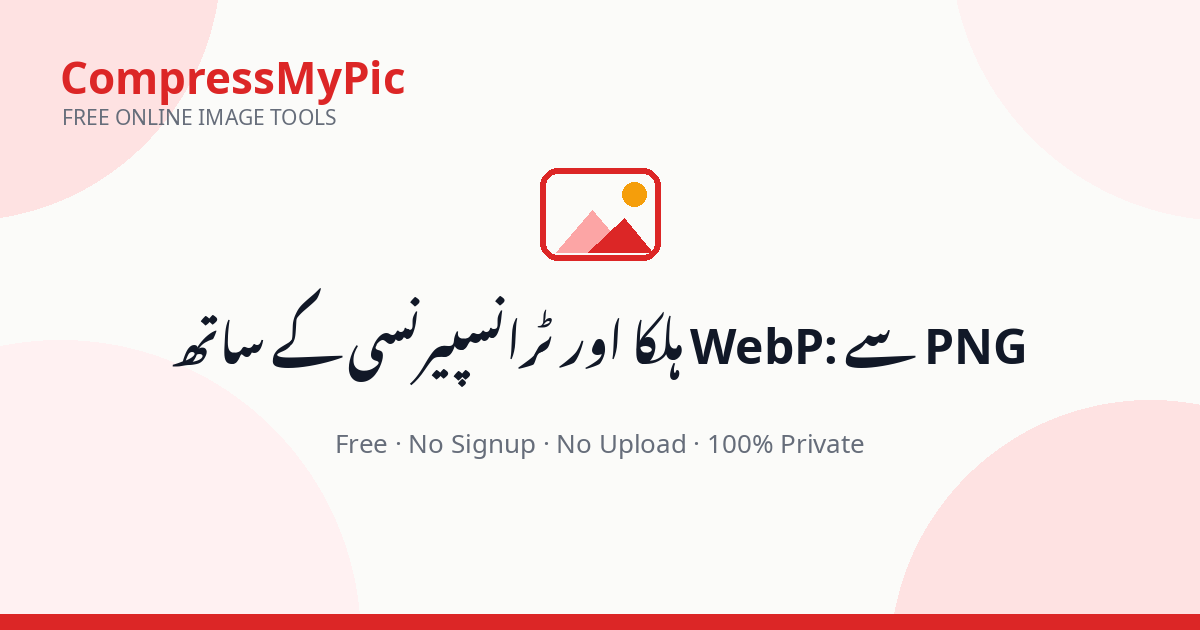 CompressMyPic
FREE ONLINE IMAGE TOOLS
PNG سے WebP: ہلکا اور ٹرانسپیرنسی کے ساتھ
Free · No Signup · No Upload · 100% Private